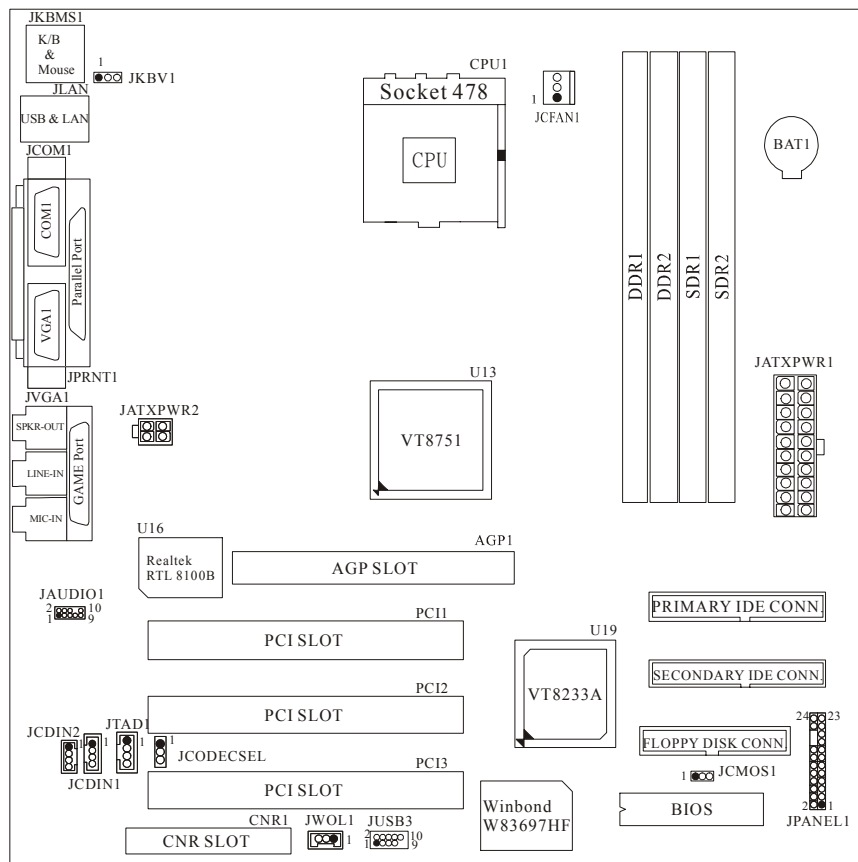 JKBMS1
K/B
&
Mouse
1
JKBV1
JLAN
USB & LAN
JCOM1
COM1
Parallel Port
VGA1
JPRNT1
JVGA1
SPKR-OUT
LINE-IN
MIC-IN
GAME Port
JATXPWR2
CPU1
Socket 478
CPU
1
JCFAN1
BAT1
DDR1
DDR2
SDR1
SDR2
JATXPWR1
U13
VT8751
U16
Realtek
RTL 8100B
AGP1
AGP SLOT
JAUDIO1
2 10
1 9
PCI1
PCI SLOT
U19
VT8233A
PRIMARY IDE CONN.
SECONDARY IDE CONN.
PCI2
PCI SLOT
JCDIN2
1
1
JCDIN1
JTAD1
1
1
JCODECSEL
PCI3
PCI SLOT
FLOPPY DISK CONN.
1
JCMOS1
24 23
2 1
JPANEL1
CNR1
CNR SLOT
JWOL1
1
JUSB3
2 10
1 9
Winbond
W83697HF
BIOS